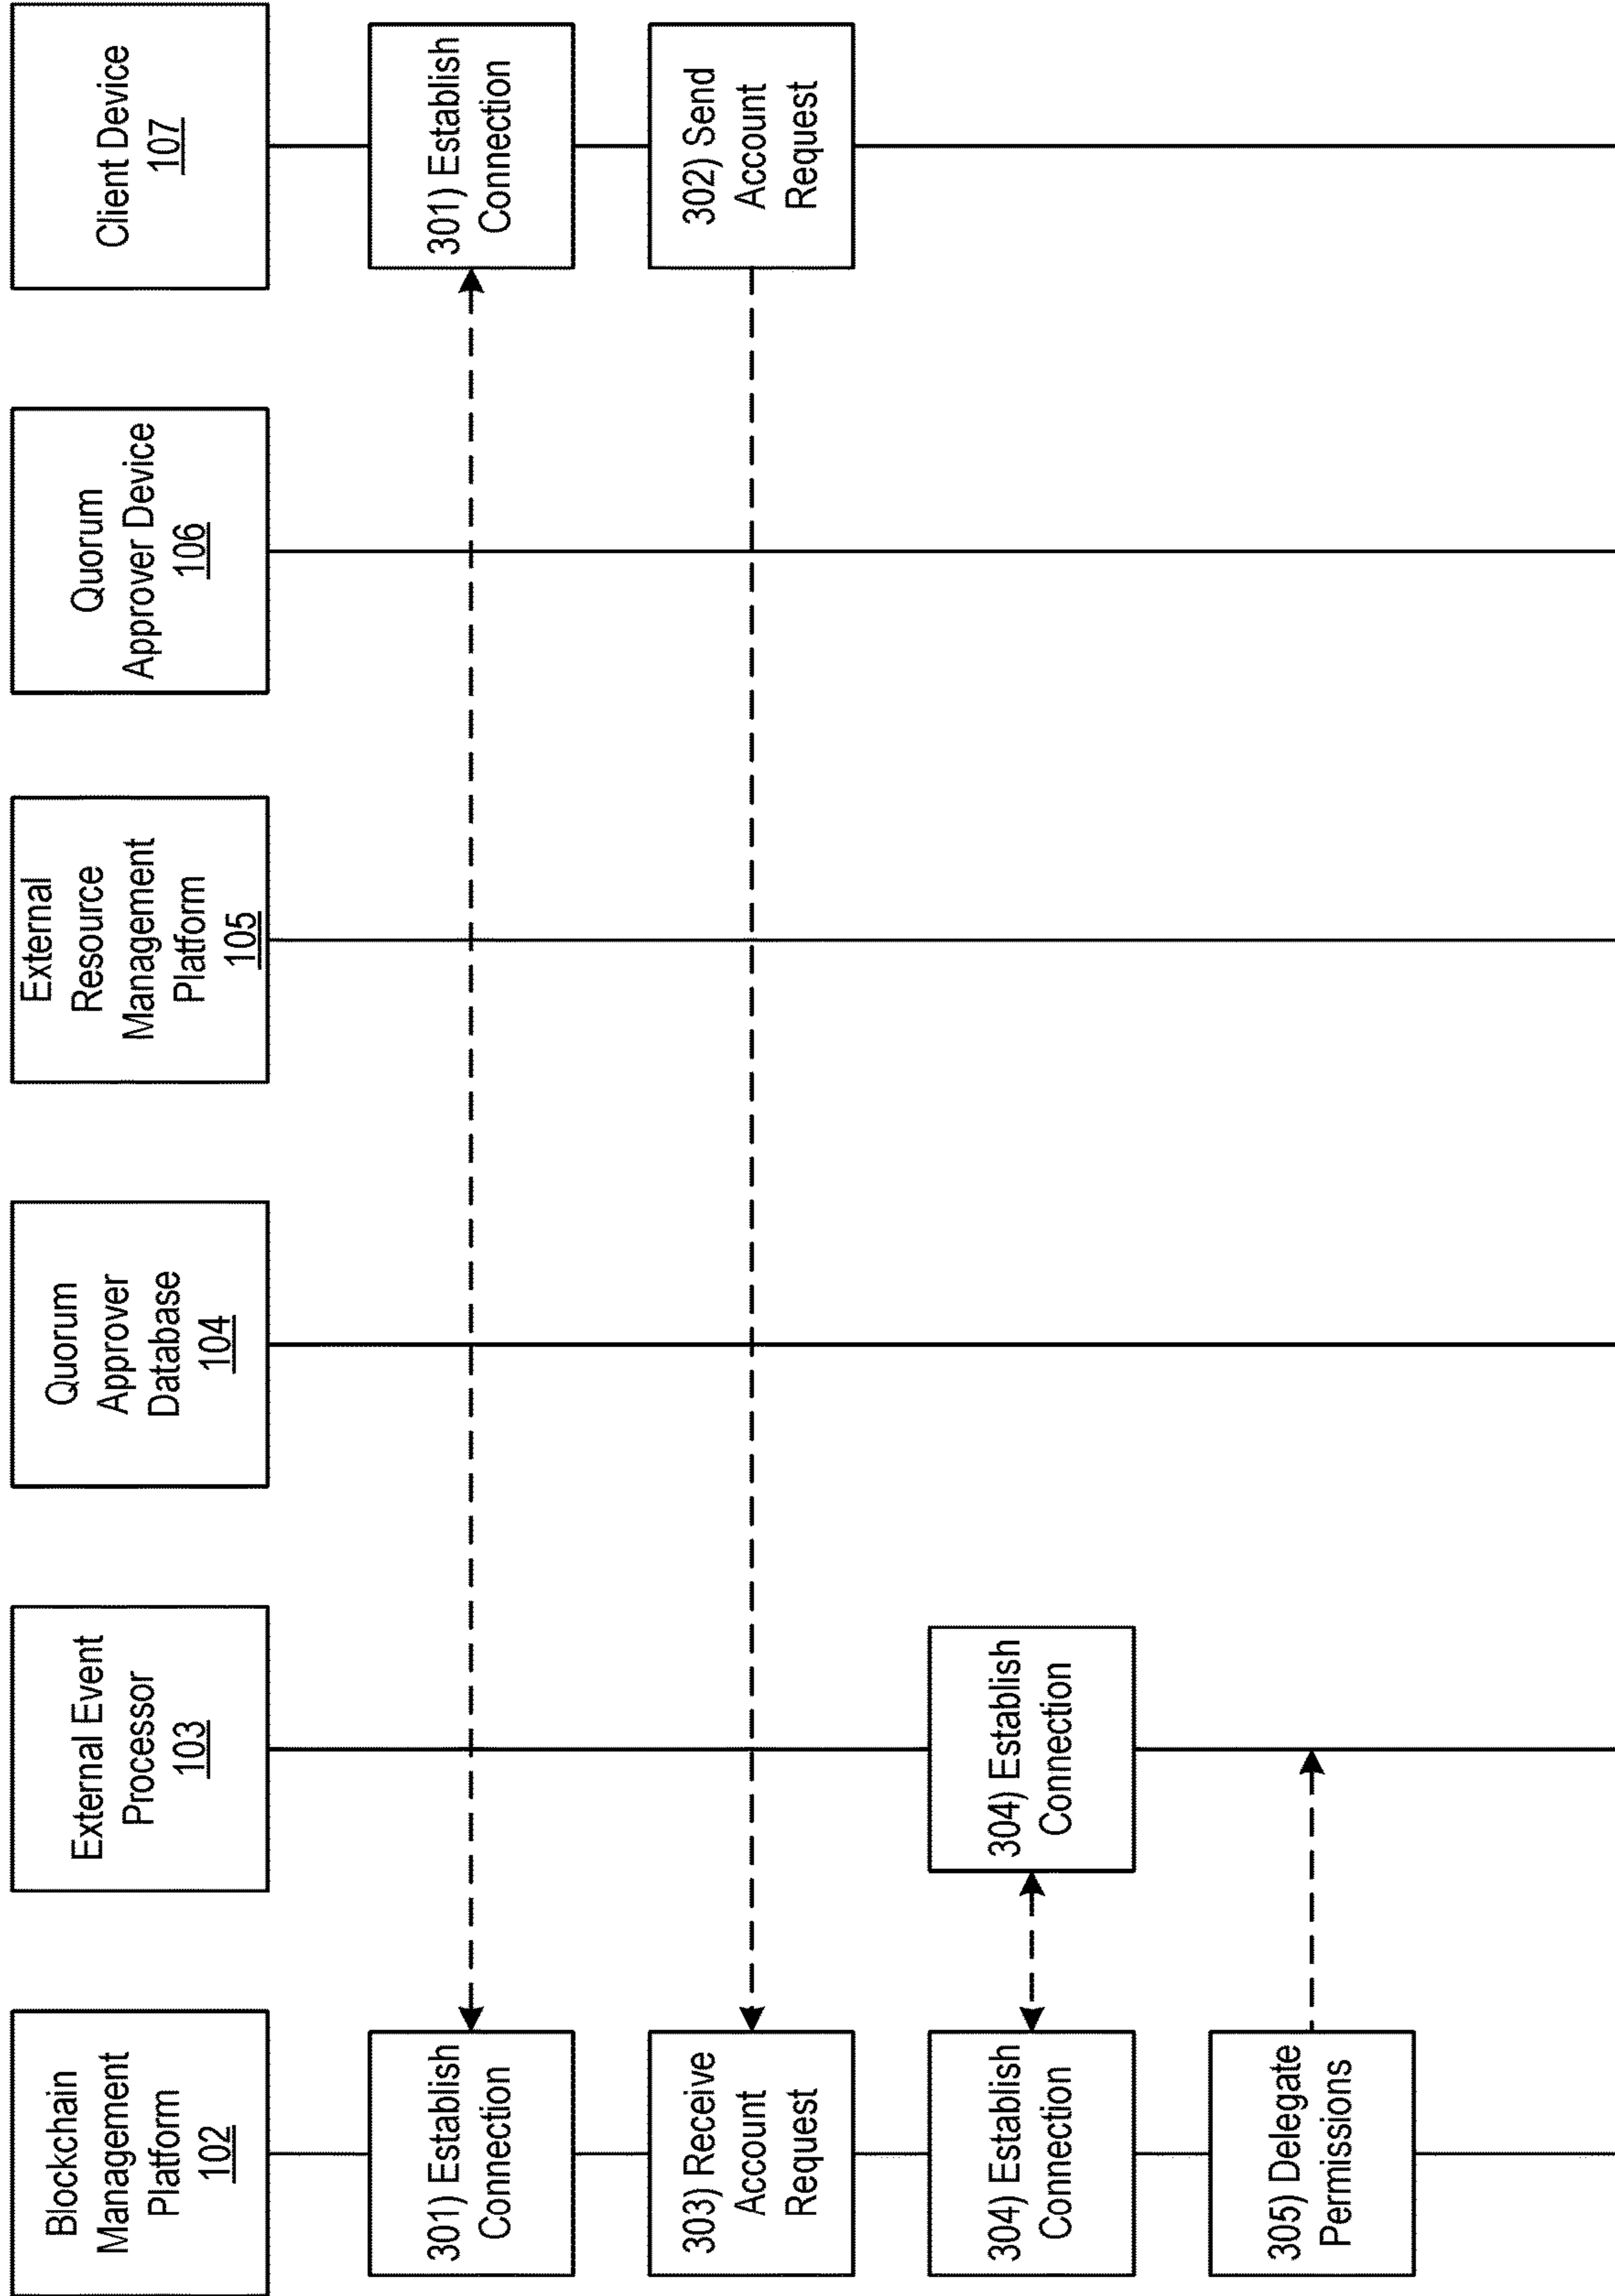 Blockchain
Management
Platform
102
External Event
Processor
103
Quorum
Approver
Database
104
External
Resource
Management
Platform
105
Quorum
Approver Device
106
Client Device
107
301) Establish
Connection
301) Establish
Connection
302) Send
Account
Request
303) Receive
Account
Request
304) Establish
Connection
304) Establish
Connection
305) Delegate
Permissions